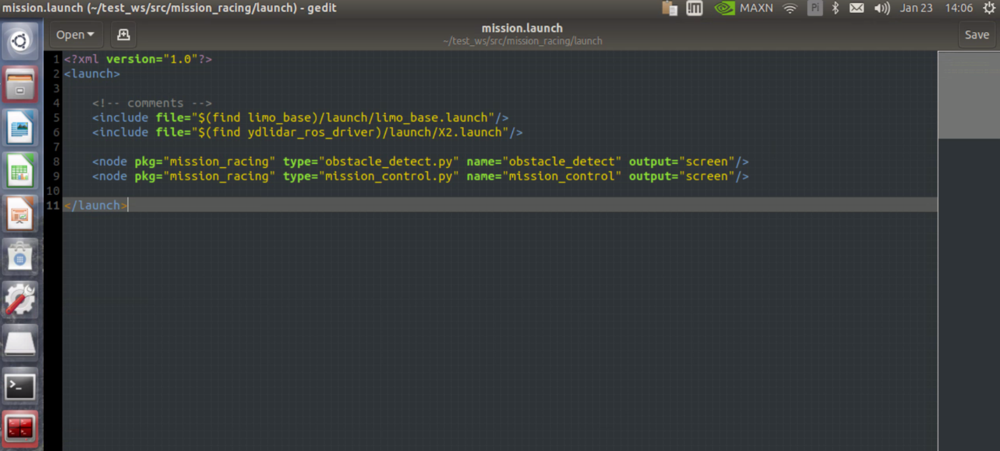 mission.launch (~/test_ws/src/mission_racing/launch) - gedit
MAXN
Pi
Jan 23 14:06
Open
mission.launch
~/test_ws/src/mission_racing/launch
Save
1 <?xml version="1.0"?>
2 <launch>
3
4 <!-- comments -->
5 <include file="$(find limo_base)/launch/limo_base.launch"/>
6 <include file="$(find ydlidar_ros_driver)/launch/X2.launch"/>
7
8 <node pkg="mission_racing" type="obstacle_detect.py" name="obstacle_detect" output="screen"/>
9 <node pkg="mission_racing" type="mission_control.py" name="mission_control" output="screen"/>
10
11 </launch>